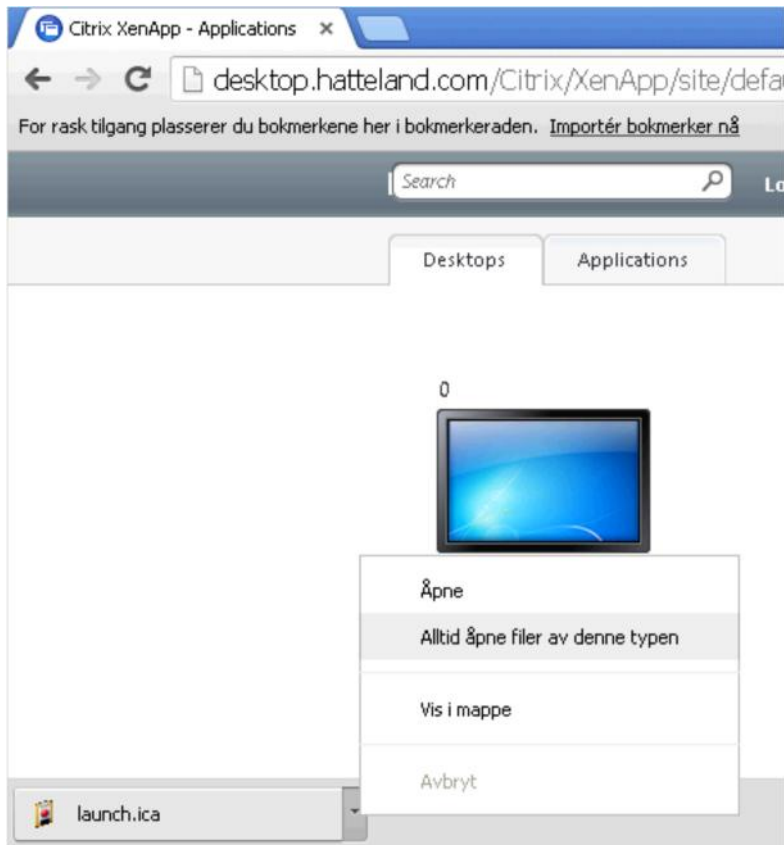 Citrix XenApp - Applications
desktop.hatteland.com/Citrix/XenApp/site/defa
For rask tilgang plasserer du bokmerkene her i bokmerkeraden. Importér bokmerker nå
Search
Lo
Desktops Applications
0
Åpne
Alltid åpne filer av denne typen
Vis i mappe
Avbryt
launch.ica